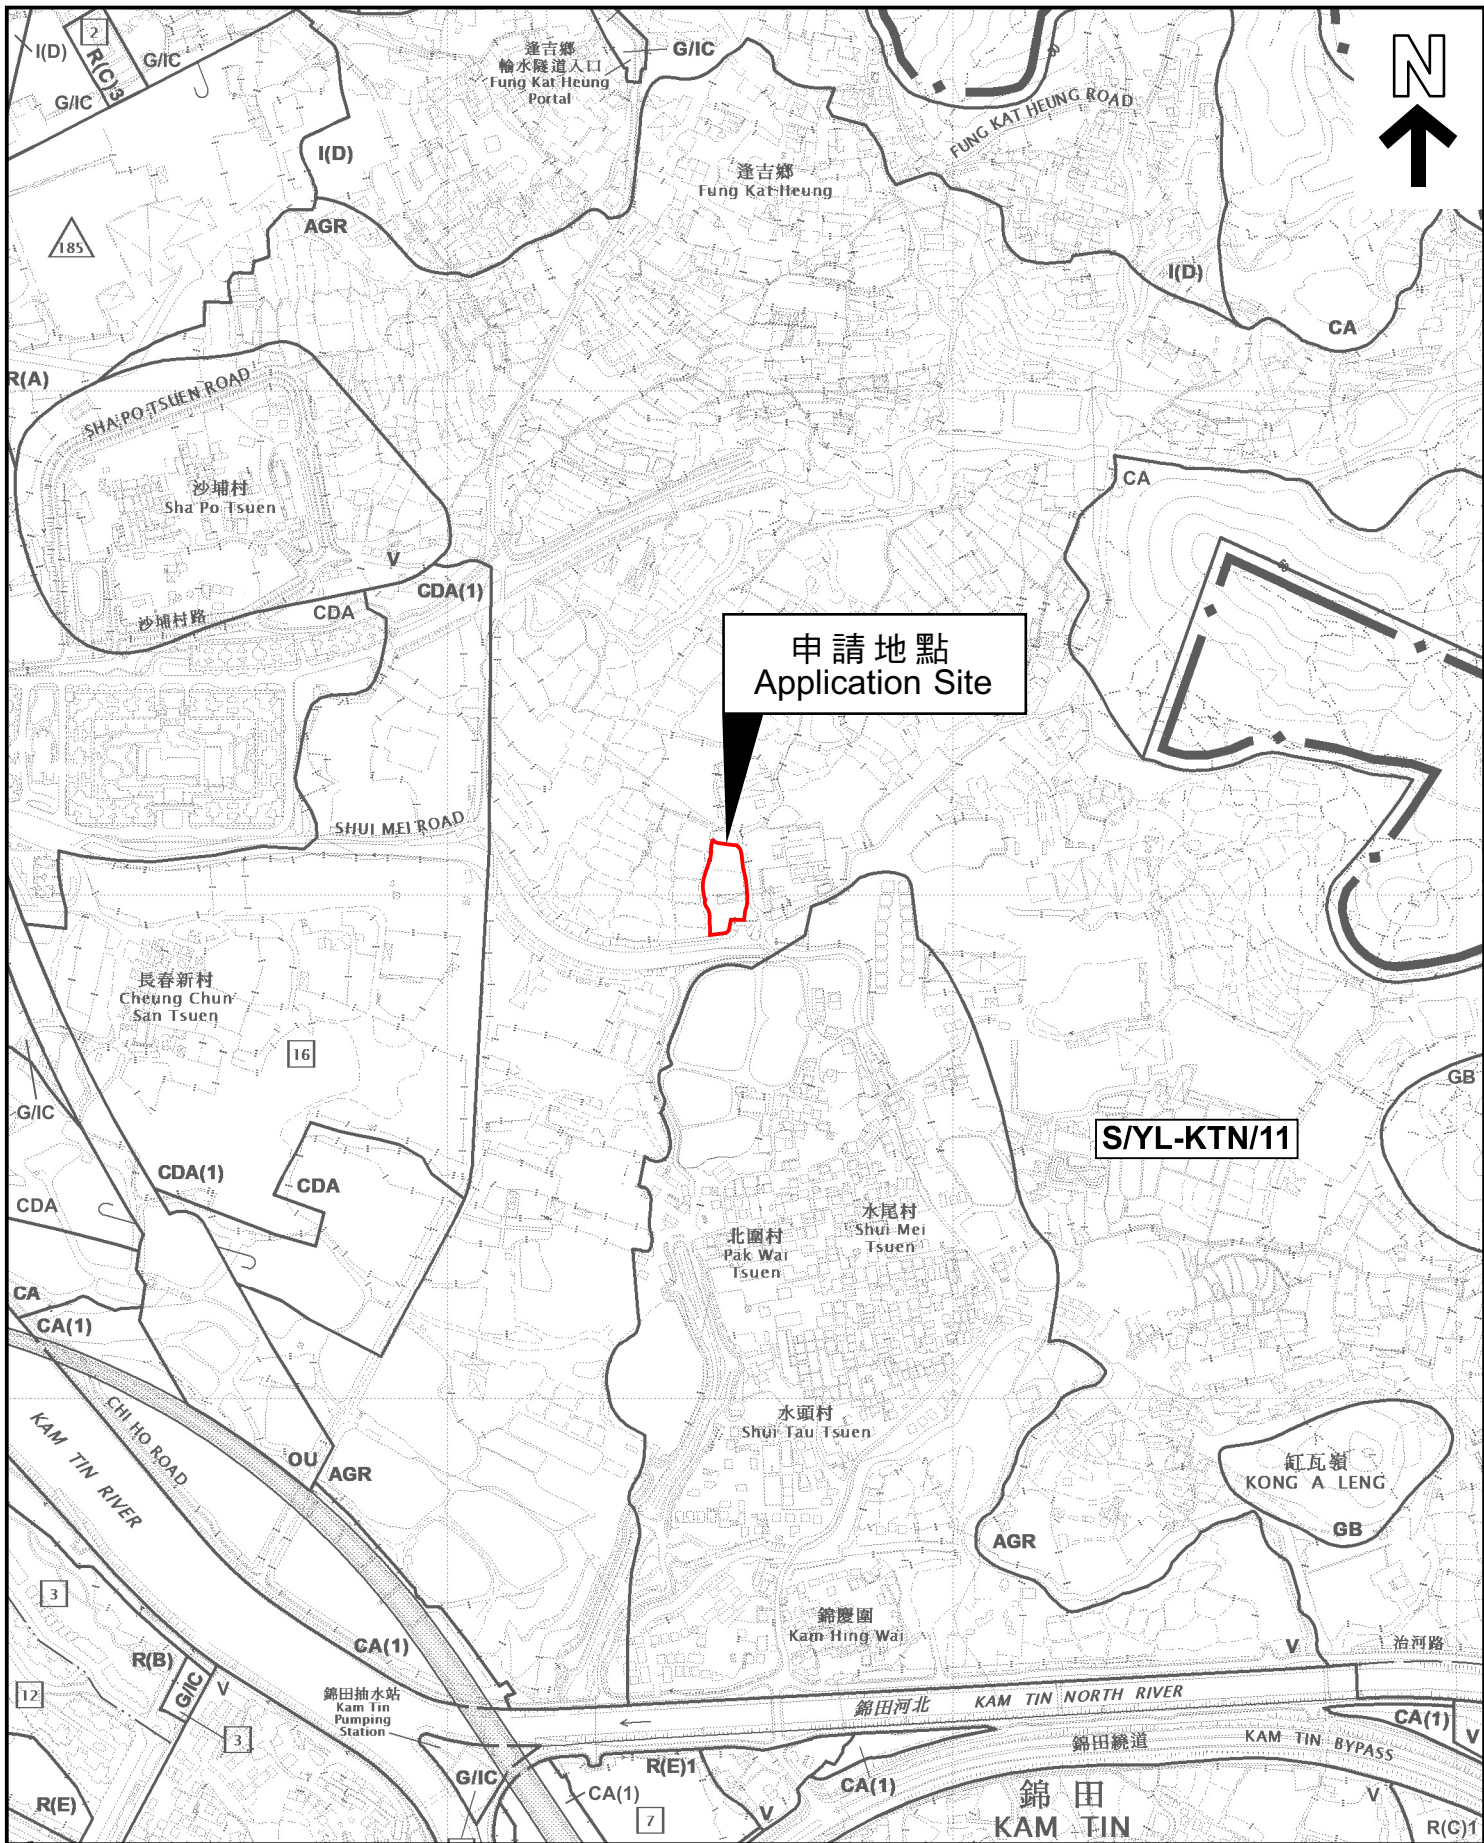 I(D)
2
R(C)3
G/IC
G/IC
逢吉鄉
輸水隧道入口
Fung Kat Heung
Portal
G/IC
N
60
FUNG KAT HEUNG ROAD
I(D)
逢吉鄉
Fung Kat Heung
AGR
185
I(D)
CA
R(A)
SHA PO TSUEN ROAD
沙埔村
Sha Po Tsuen
CA
V
CDA(1)
沙埔村路
CDA
申請地點
Application Site
SHUI MEI ROAD
長春新村
Cheung Chun
San Tsuen
16
GB
G/IC
S/YL-KTN/11
CDA(1)
CDA
CDA
水尾村
Shui Mei
Tsuen
北圍村
Pak Wai
Tsuen
CA
CA(1)
CHI HO ROAD
KAM TIN RIVER
水頭村
Shui Tau Tsuen
OU
AGR
缸瓦嶺
KONG A LENG
GB
AGR
3
錦慶圍
Kam Hing Wai
CA(1)
V
治河路
R(B)
G/IC
V
12
錦田抽水站
Kam Tin
Pumping
Station
錦田河北
KAM TIN NORTH RIVER
CA(1)
V
3
錦田繞道
KAM TIN BYPASS
G/IC
R(E)1
CA(1)
CA(1)
R(E)
7
V
錦田
KAM TIN
V
R(C)1